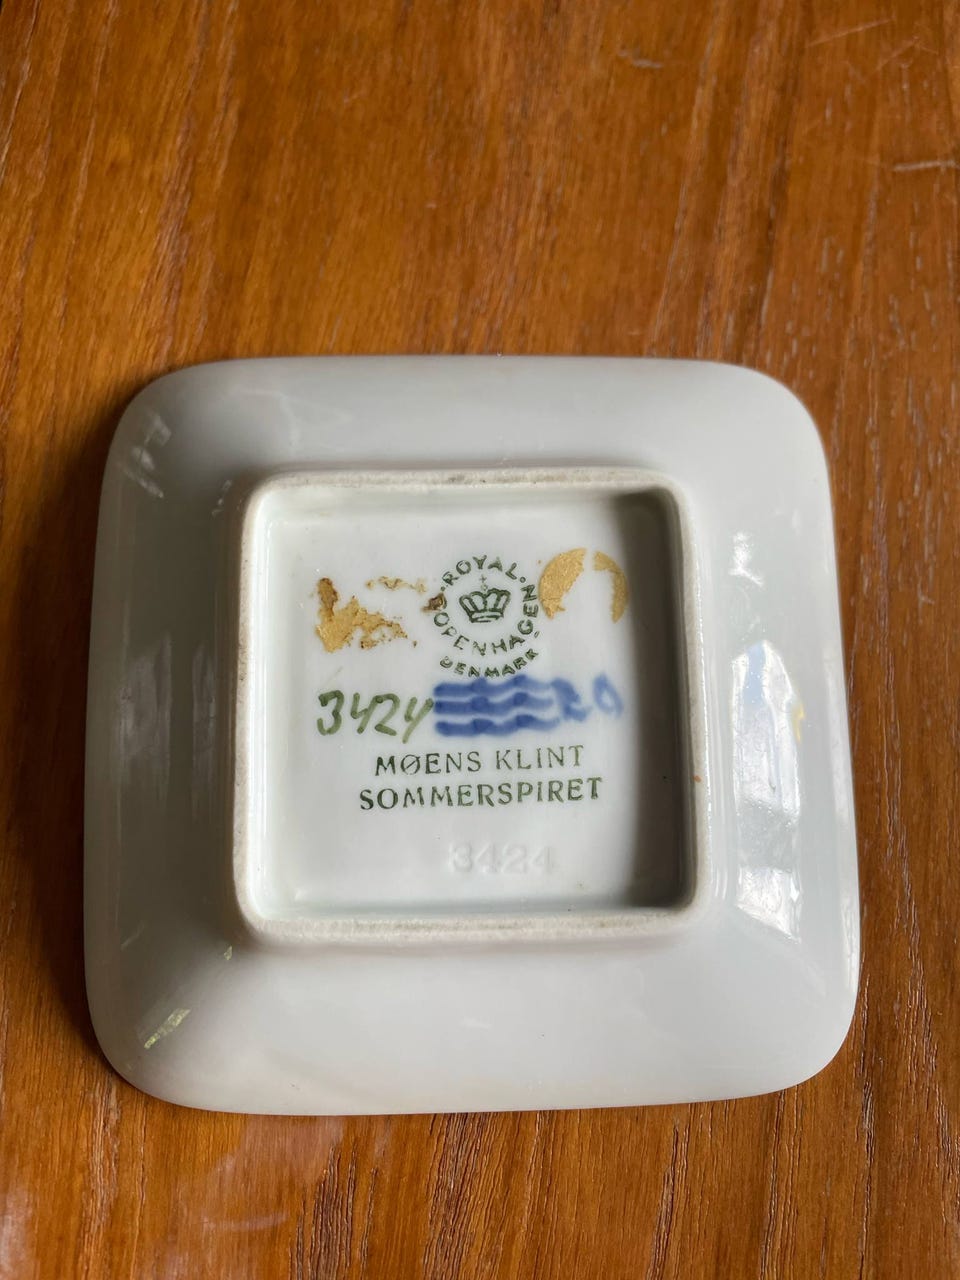 ROYAL
COPENHAGEN
DENMARK
3424
MØENS KLINT
SOMMERSPIRET
3424